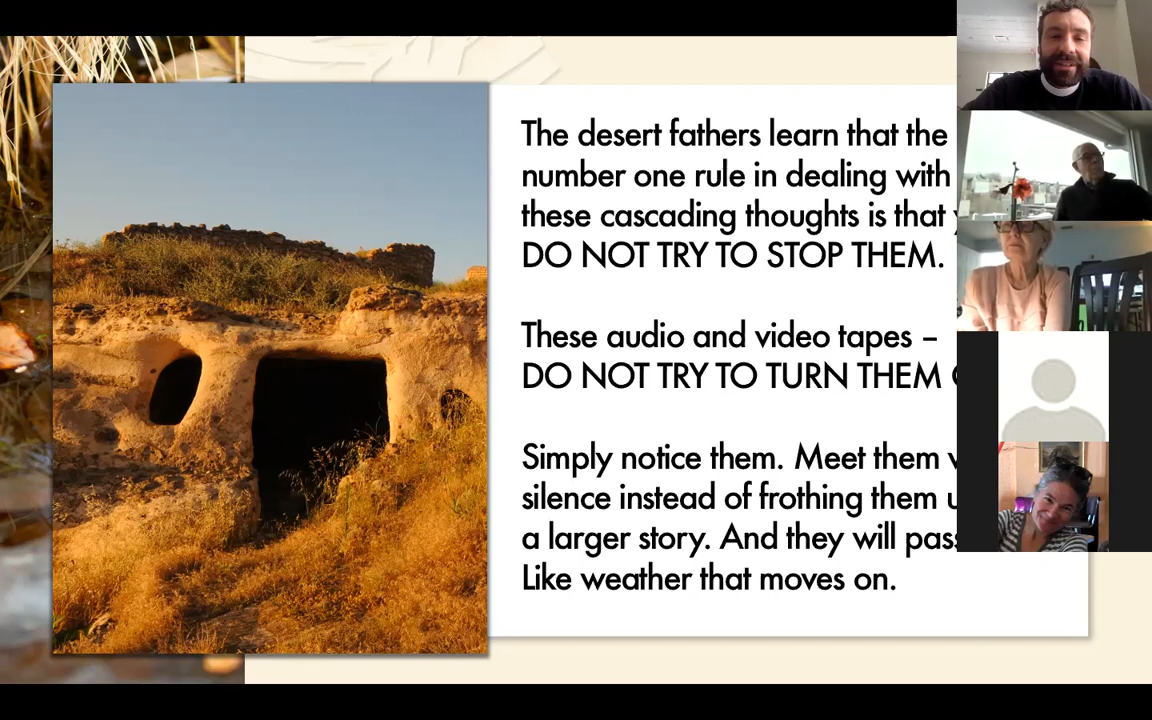 The desert fathers learn that the
number one rule in dealing with
these cascading thoughts is that
DO NOT TRY TO STOP THEM.
These audio and video tapes –
DO NOT TRY TO TURN THEM
Simply notice them. Meet them
silence instead of frothing them
a larger story. And they will pass
Like weather that moves on.